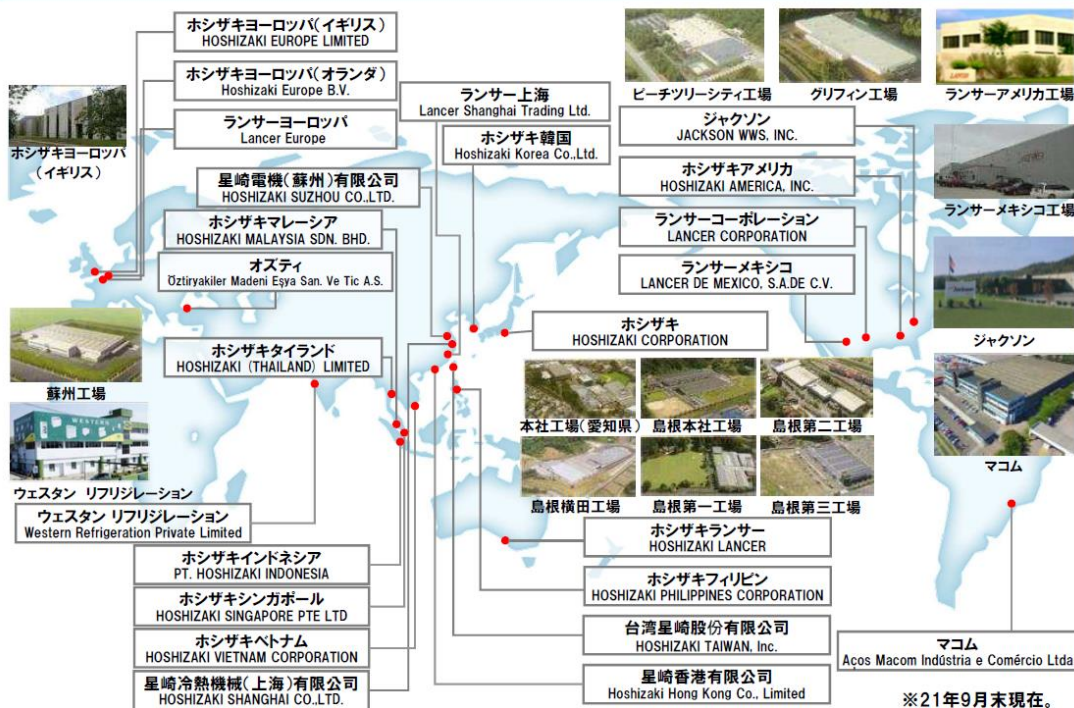 ホシザキヨーロッパ(イギリス)
HOSHIZAKI EUROPE LIMITED
ホシザキヨーロッパ(オランダ)
Hoshizaki Europe B.V.
ランサーヨーロッパ
Lancer Europe
ホシザキヨーロッパ
(イギリス)
ランサー上海
Lancer Shanghai Trading Ltd.
ホシザキ韓国
Hoshizaki Korea Co.,Ltd.
星崎電機(蘇州)有限公司
HOSHIZAKI SUZHOU CO.,LTD.
ホシザキマレーシア
HOSHIZAKI MALAYSIA SDN. BHD.
オズティ
Öztiryakiler Madeni Eşya San. Ve Tic A.S.
ホシザキタイランド
HOSHIZAKI (THAILAND) LIMITED
蘇州工場
WESTERN
ウェスタン リフリジレーション
ウェスタン リフリジレーション
Western Refrigeration Private Limited
ホシザキインドネシア
PT. HOSHIZAKI INDONESIA
ホシザキシンガポール
HOSHIZAKI SINGAPORE PTE LTD
ホシザキベトナム
HOSHIZAKI VIETNAM CORPORATION
星崎冷熱機械(上海)有限公司
HOSHIZAKI SHANGHAI CO.,LTD.
ピーチツリーシティ工場
グリフィン工場
ランサーアメリカ工場
ジャクソン
JACKSON WWS, INC.
ホシザキアメリカ
HOSHIZAKI AMERICA, INC.
ランサーコーポレーション
LANCER CORPORATION
ランサーメキシコ
LANCER DE MEXICO, S.A.DE C.V.
ランサーメキシコ工場
ジャクソン
マコム
ホシザキ
HOSHIZAKI CORPORATION
本社工場(愛知県)
島根本社工場
島根第二工場
島根横田工場
島根第一工場
島根第三工場
ホシザキランサー
HOSHIZAKI LANCER
ホシザキフィリピン
HOSHIZAKI PHILIPPINES CORPORATION
台湾星崎股份有限公司
HOSHIZAKI TAIWAN, Inc.
星崎香港有限公司
Hoshizaki Hong Kong Co., Limited
マコム
Aços Macom Indústria e Comércio Ltda
※21年9月末現在。